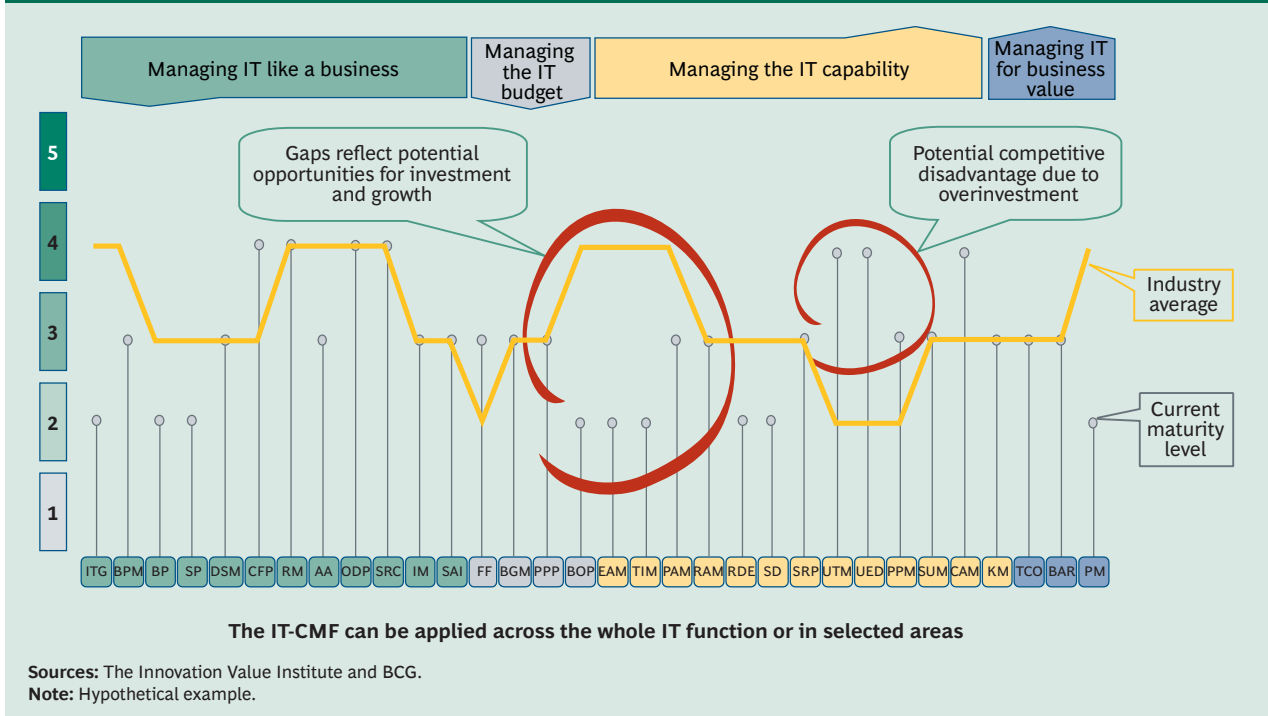 Managing IT like a business
Managing
the IT
budget
Managing the IT capability
Managing IT
for business
value
5
4
3
2
1
Gaps reflect potential
opportunities for investment
and growth
Potential competitive
disadvantage due to
overinvestment
Industry
average
Current
maturity
level
ITG BPM BP SP DSM CFP RM AA ODP SRC IM SAI FF BGM PPP BOP EAM TIM PAM RAM RDE SD SRP UTM UED PPM SUM CAM KM TCO BAR PM
The IT-CMF can be applied across the whole IT function or in selected areas
Sources: The Innovation Value Institute and BCG.
Note: Hypothetical example.